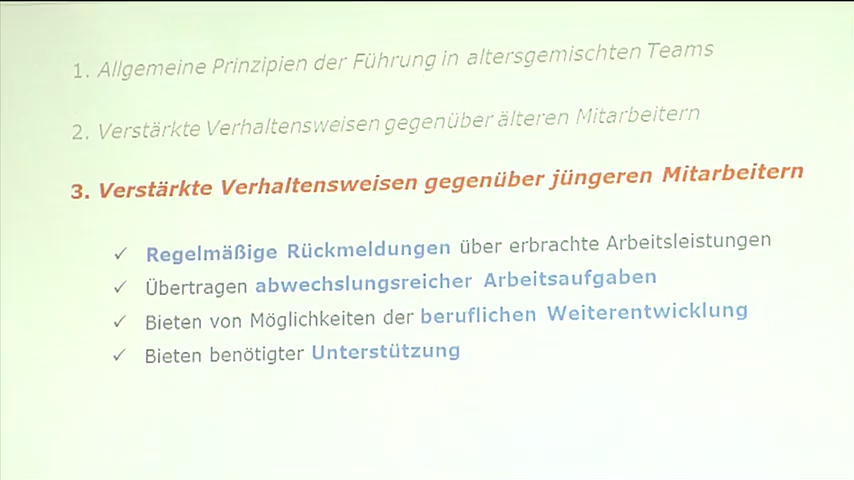 1. Allgemeine Prinzipien der Führung in altersgemischten Teams
2. Verstärkte Verhaltensweisen gegenüber älteren Mitarbeitern
3. Verstärkte Verhaltensweisen gegenüber jüngeren Mitarbeitern
✓ Regelmäßige Rückmeldungen über erbrachte Arbeitsleistungen
✓ Übertragen abwechslungsreicher Arbeitsaufgaben
✓ Bieten von Möglichkeiten der beruflichen Weiterentwicklung
✓ Bieten benötigter Unterstützung